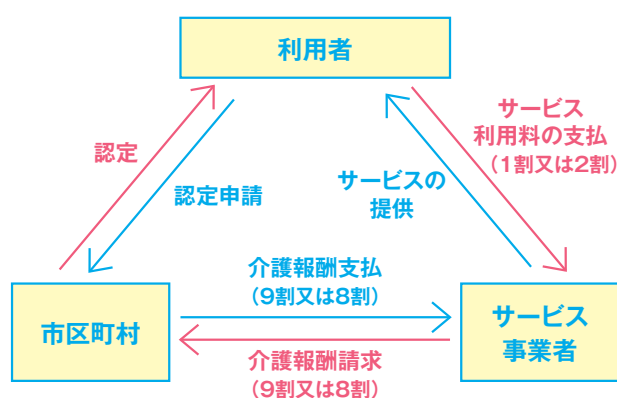 利用者
サービス
利用料の支払
（1割又は2割）
認定
認定申請
サービスの
提供
介護報酬支払
（9割又は8割）
市区町村
サービス
事業者
介護報酬請求
（9割又は8割）